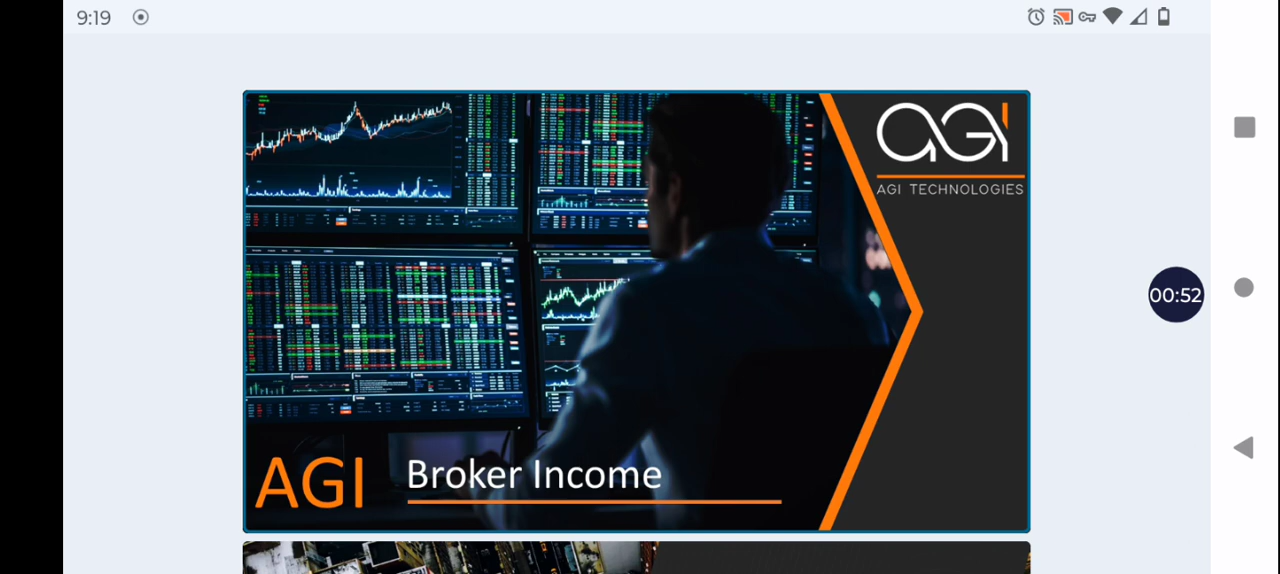 9:19
AGI
AGI TECHNOLOGIES
00:52
AGI Broker Income